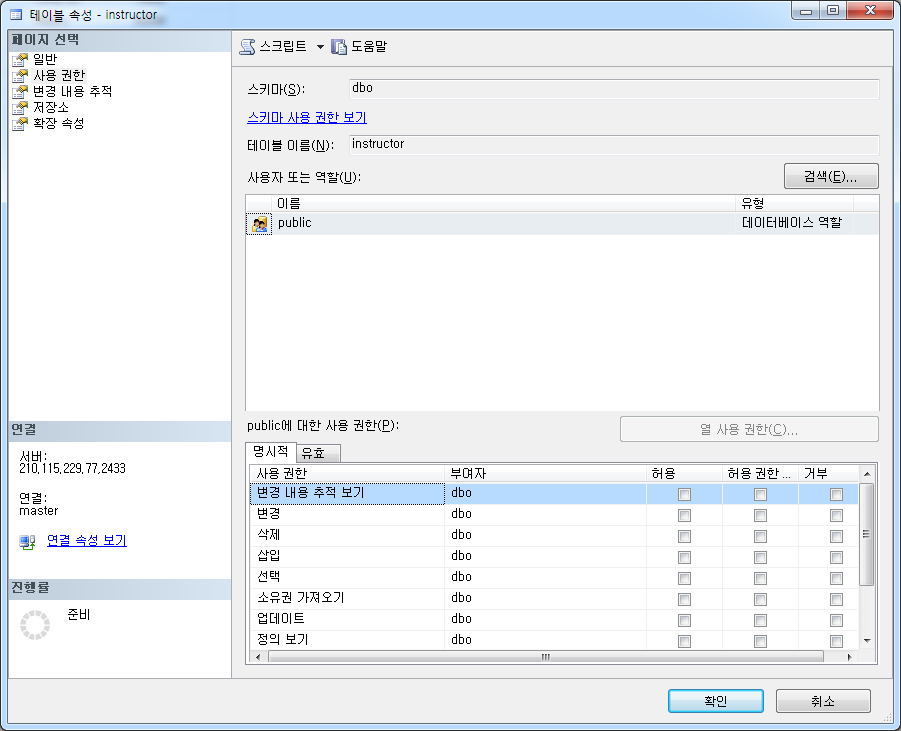 테이블 속성 - instructor
페이지 선택
일반
사용 권한
변경 내용 추적
저장소
확장 속성
스크립트 도움말
스키마(S): dbo
스키마 사용 권한 보기
테이블 이름(N): instructor
사용자 또는 역할(U):
검색(E)...
이름 유형
public 데이터베이스 역할
연결
서버:
210,115,229,77,2433
연결:
master
연결 속성 보기
진행률
준비
public에 대한 사용 권한(P):
열 사용 권한(C)...
명시적 유효
사용 권한 부여자 허용 허용 권한 ... 거부
변경 내용 추적 보기 dbo
변경 dbo
삭제 dbo
삽입 dbo
선택 dbo
소유권 가져오기 dbo
업데이트 dbo
정의 보기 dbo
확인 취소